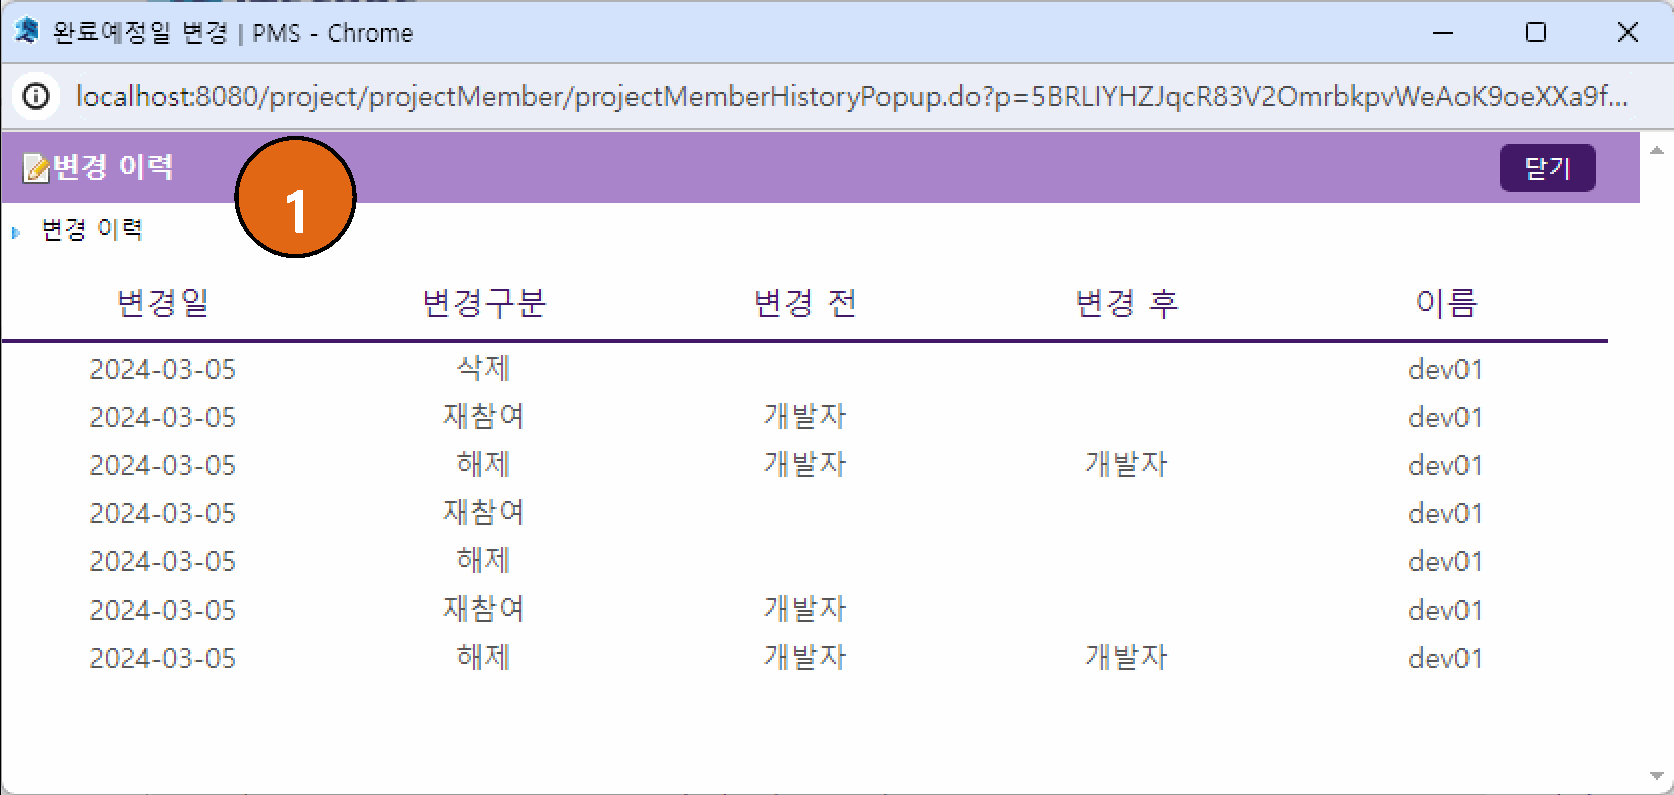 완료예정일 변경 | PMS - Chrome
localhost:8080/project/projectMember/projectMemberHistoryPopup.do?p=5BRLIYHZJqcR83V2OmrbkpvWeAoK9oeXXa9f...
변경 이력 닫기
1
변경 이력
변경일 변경구분 변경 전 변경 후 이름
2024-03-05 삭제 dev01
2024-03-05 재참여 개발자 dev01
2024-03-05 해제 개발자 개발자 dev01
2024-03-05 재참여 dev01
2024-03-05 해제 dev01
2024-03-05 재참여 개발자 dev01
2024-03-05 해제 개발자 개발자 dev01